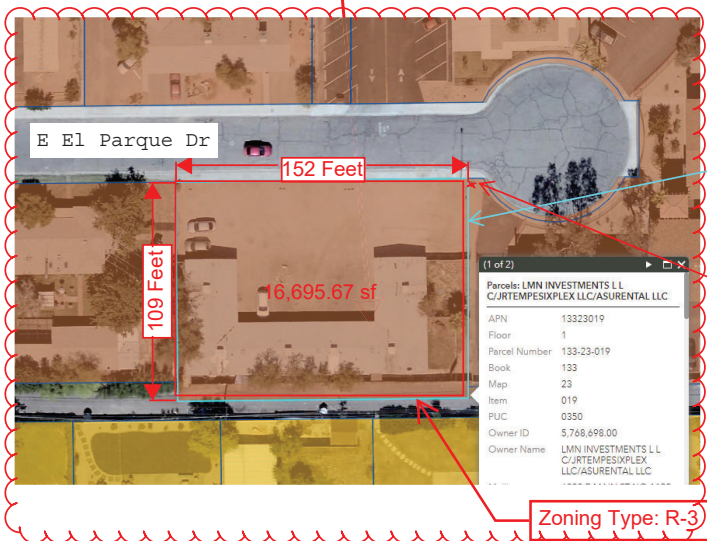 E El Parque Dr
152 Feet
109 Feet
16,695.67 sf
(1 of 2)
Parcels: LMN INVESTMENTS L L
C/JRTEMPESIXPLEX LLC/ASURENTAL LLC
APN 13323019
Floor 1
Parcel Number 133-23-019
Book 133
Map 23
Item 019
PUC 0350
Owner ID 5,768,698.00
Owner Name LMN INVESTMENTS L L
C/JRTEMPESIXPLEX
LLC/ASURENTAL LLC
Zoning Type: R-3